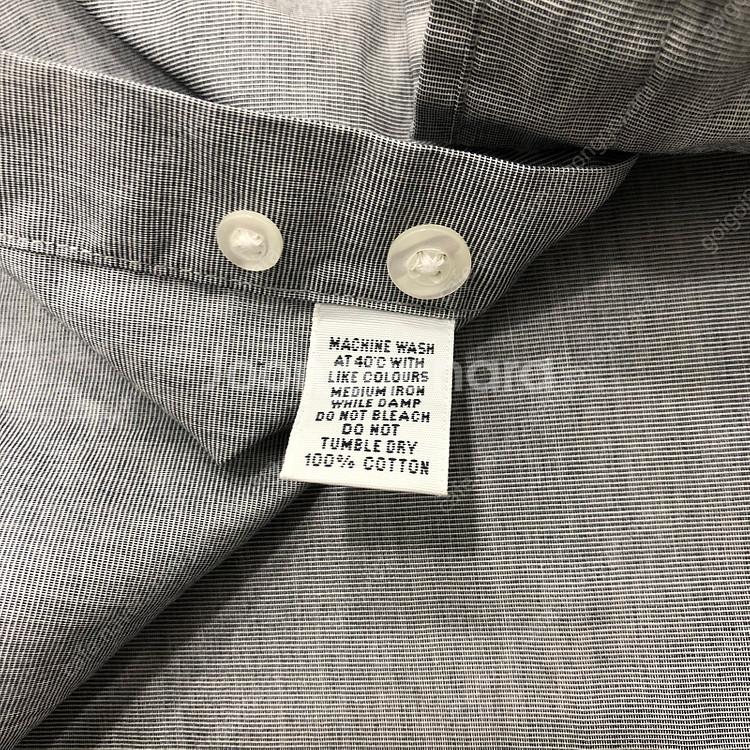 MACHINE WASH
AT 40°C WITH
LIKE COLOURS
MEDIUM IRON
WHILE DAMP
DO NOT BLEACH
DO NOT
TUMBLE DRY
100% COTTON